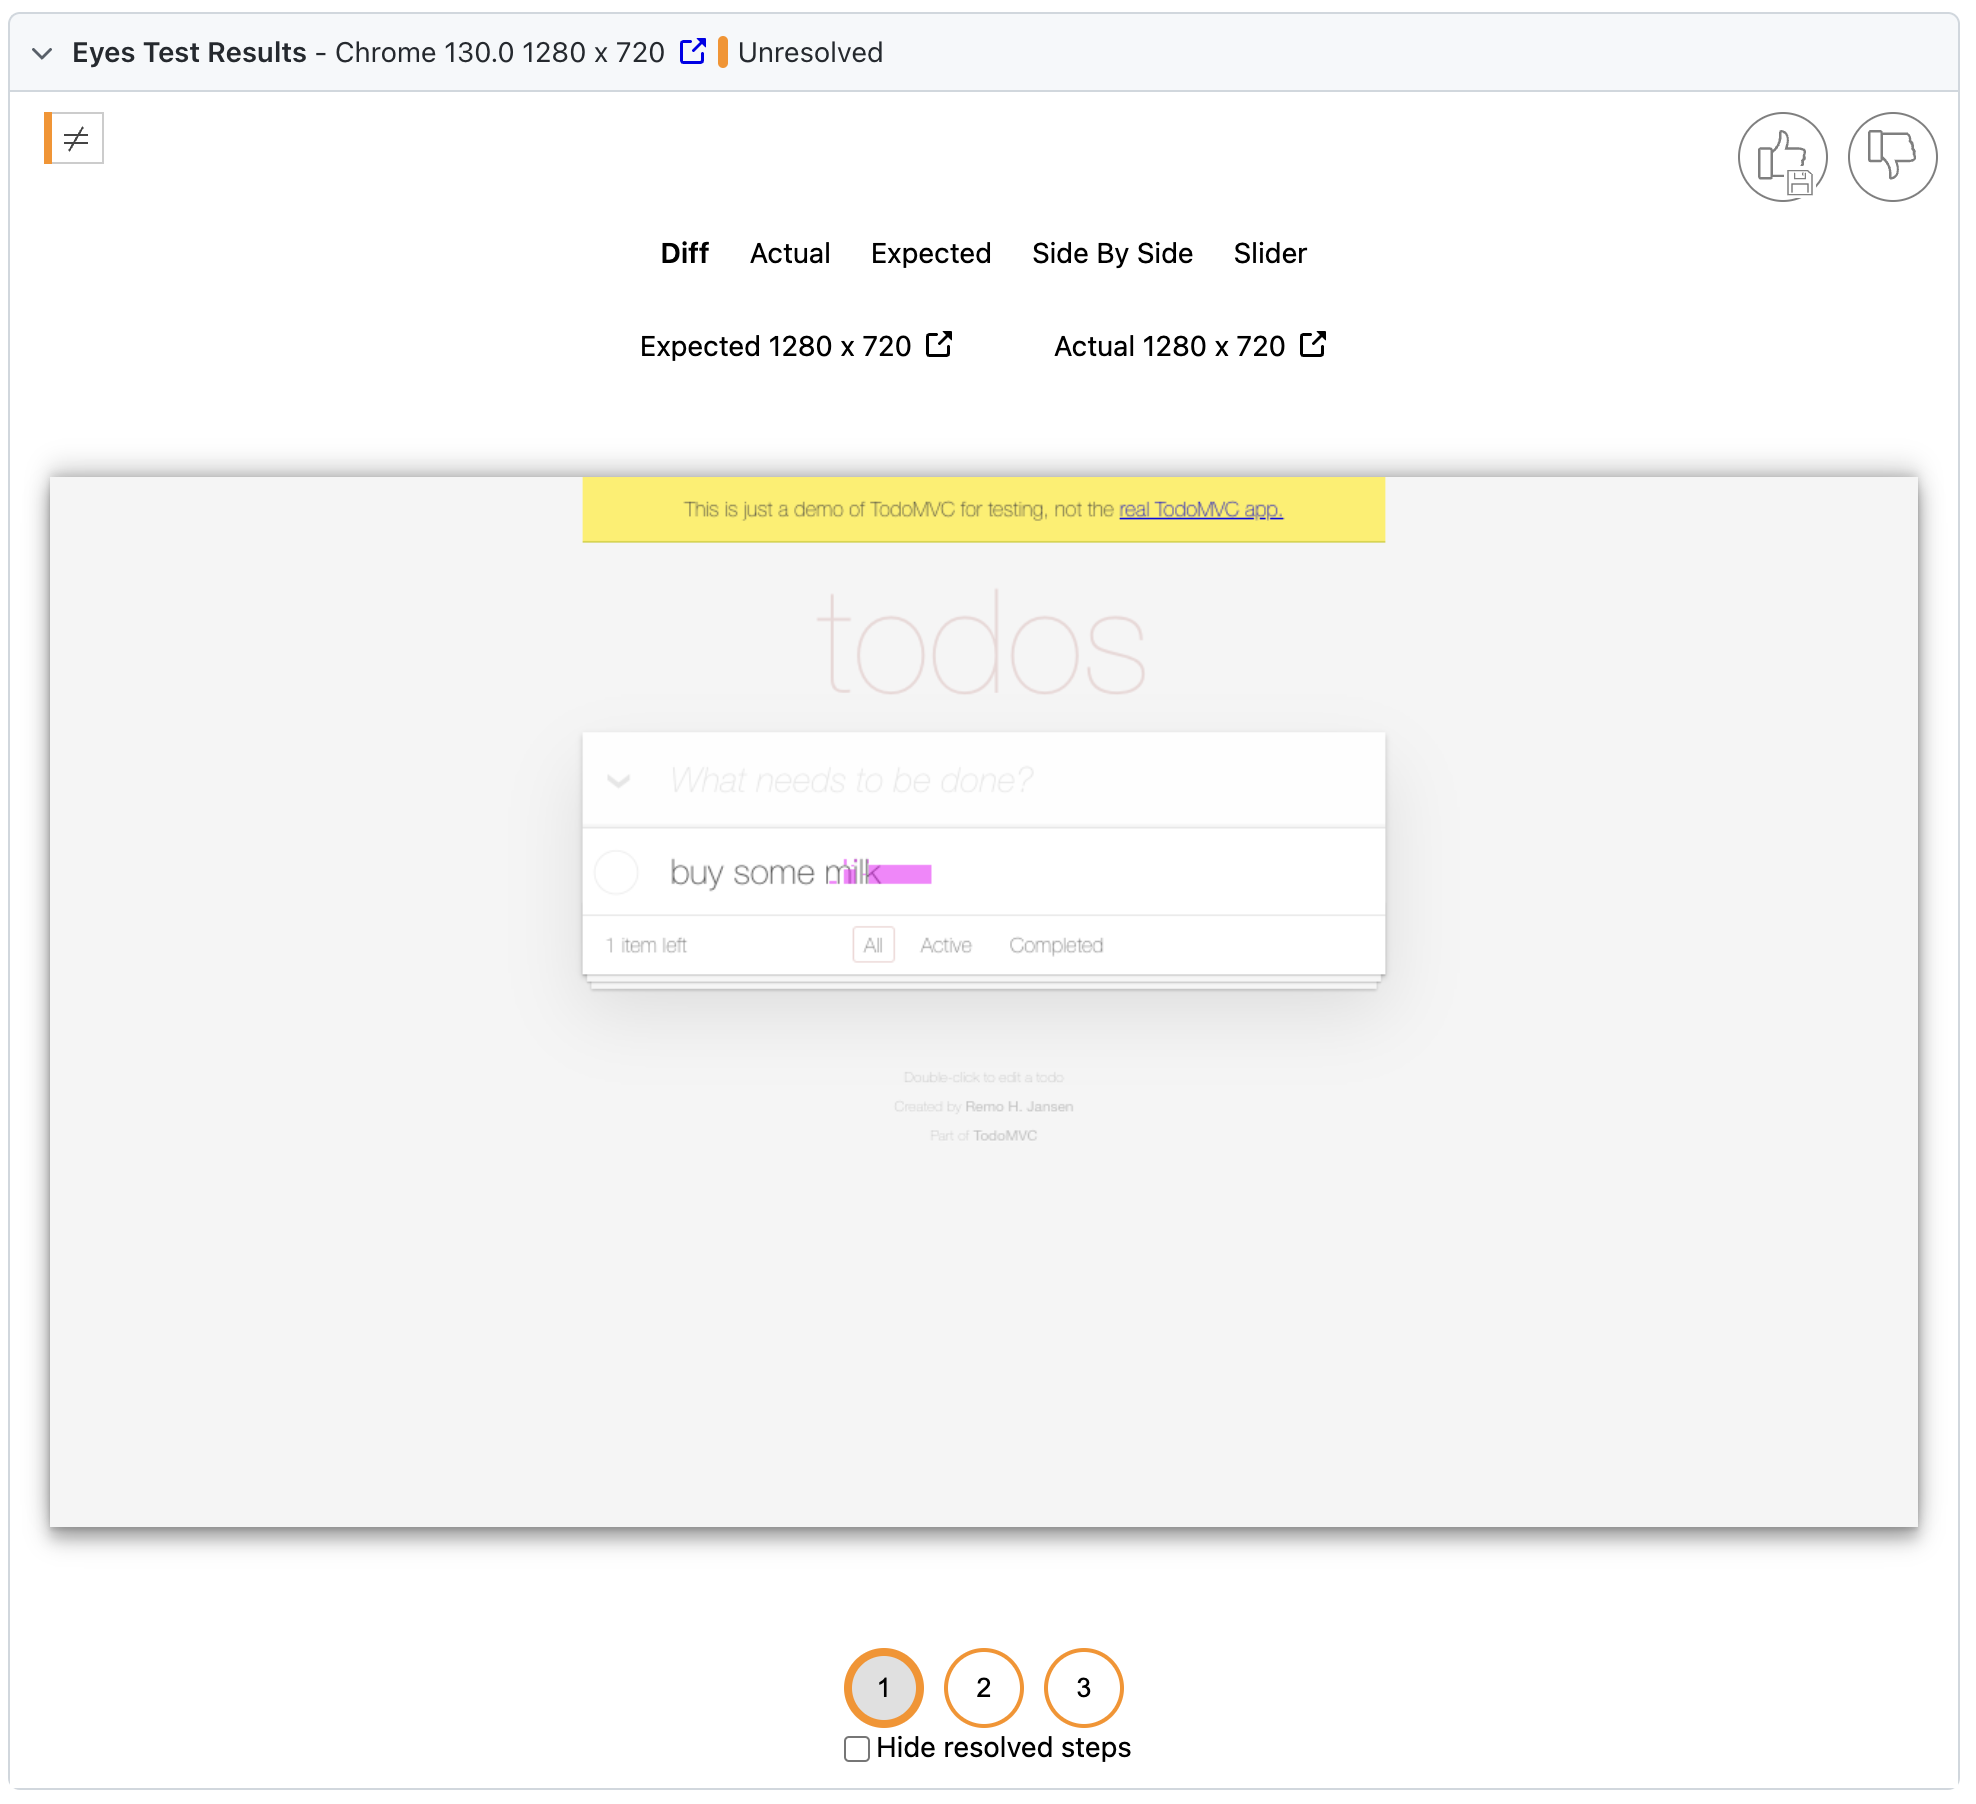 Eyes Test Results - Chrome 130.0 1280 x 720 Unresolved
≠
Diff Actual Expected Side By Side Slider
Expected 1280 x 720 Actual 1280 x 720
This is just a demo of TodoMVC for testing, not the real TodoMVC app.
todos
What needs to be done?
buy some milk
1 item left All Active Completed
Double-click to edit a todo
Created by Remo H. Jansen
Part of TodoMVC
1 2 3
Hide resolved steps